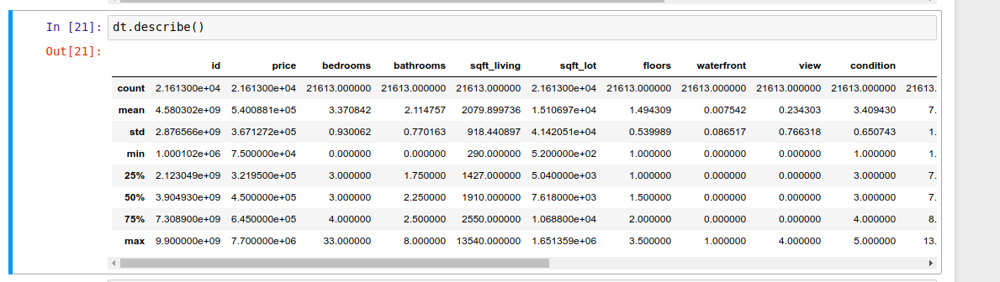 In [21]: dt.describe()
Out[21]:
id price bedrooms bathrooms sqft_living sqft_lot floors waterfront view condition
count 2.161300e+04 2.161300e+04 21613.000000 21613.000000 21613.000000 2.161300e+04 21613.000000 21613.000000 21613.000000 21613.000000 21613.
mean 4.580302e+09 5.400881e+05 3.370842 2.114757 2079.899736 1.510697e+04 1.494309 0.007542 0.234303 3.409430 7.
std 2.876566e+09 3.671272e+05 0.930062 0.770163 918.440897 4.142051e+04 0.539989 0.086517 0.766318 0.650743 1.
min 1.000102e+06 7.500000e+04 0.000000 0.000000 290.000000 5.200000e+02 1.000000 0.000000 0.000000 1.000000 1.
25% 2.123049e+09 3.219500e+05 3.000000 1.750000 1427.000000 5.040000e+03 1.000000 0.000000 0.000000 3.000000 7.
50% 3.904930e+09 4.500000e+05 3.000000 2.250000 1910.000000 7.618000e+03 1.500000 0.000000 0.000000 3.000000 7.
75% 7.308900e+09 6.450000e+05 4.000000 2.500000 2550.000000 1.068800e+04 2.000000 0.000000 0.000000 4.000000 8.
max 9.900000e+09 7.700000e+06 33.000000 8.000000 13540.000000 1.651359e+06 3.500000 1.000000 4.000000 5.000000 13.